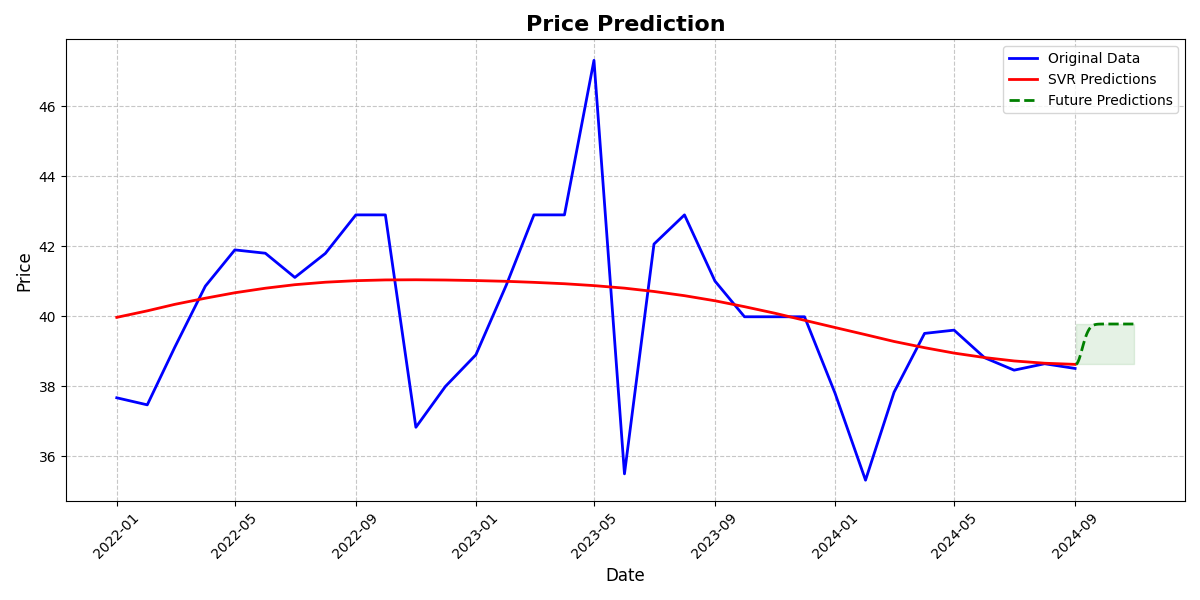 Price Prediction
Original Data
SVR Predictions
Future Predictions
Price
46
44
42
40
38
36
2022-01
2022-05
2022-09
2023-01
2023-05
2023-09
2024-01
2024-05
2024-09
Date